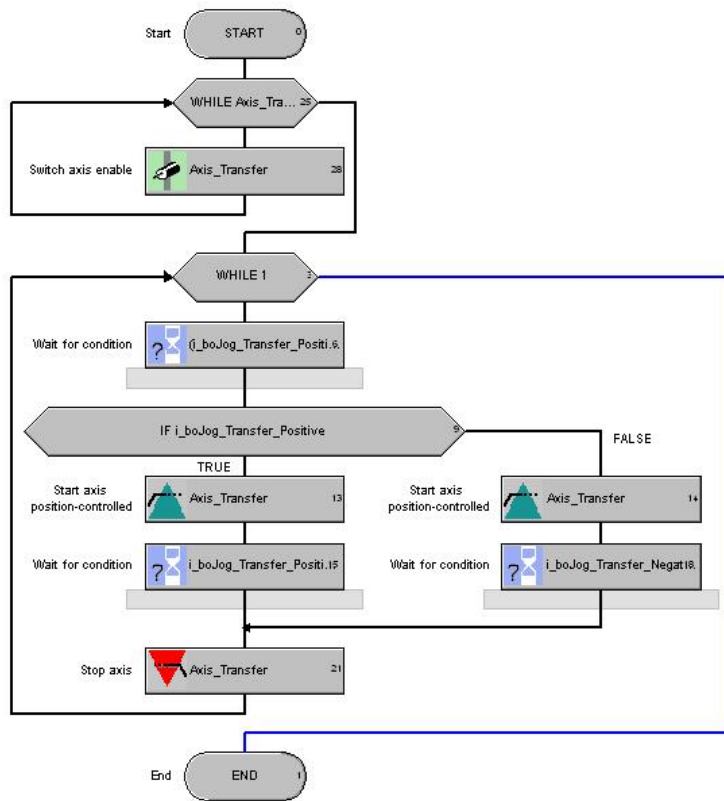 Start
START
0
WHILE Axis_Tra...
25
Switch axis enable
Axis_Transfer
28
WHILE 1
3
Wait for condition
?
(i_boJog_Transfer_Positi.6.
IF i_boJog_Transfer_Positive
9
FALSE
TRUE
Start axis
position-controlled
Axis_Transfer
13
Start axis
position-controlled
Axis_Transfer
14
Wait for condition
?
i_boJog_Transfer_Positi.15
Wait for condition
?
i_boJog_Transfer_Negat18.
Stop axis
Axis_Transfer
21
End
END
1